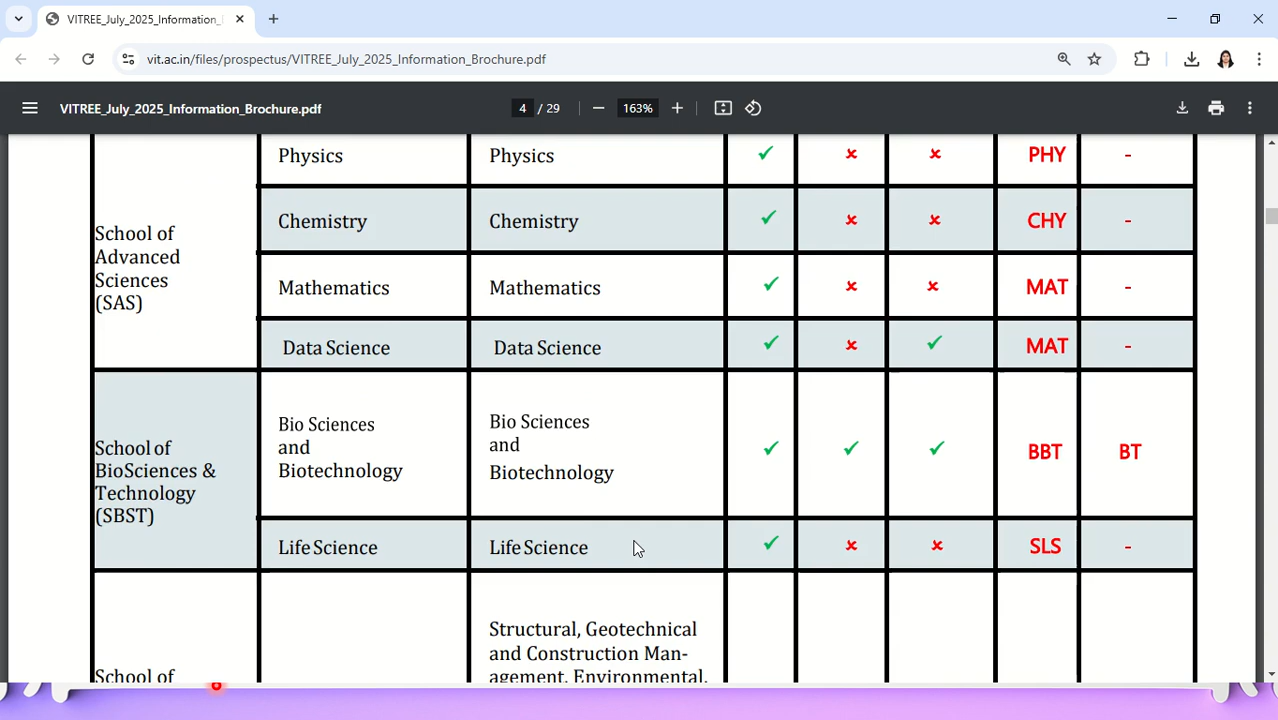 VITREE_July_2025_Information_
vit.ac.in/files/prospectus/VITREE_July_2025_Information_Brochure.pdf
VITREE_July_2025_Information_Brochure.pdf
4 / 29
163%
Physics Physics ✓ × × PHY -
Chemistry Chemistry ✓ × × CHY -
School of
Advanced
Sciences
(SAS)
Mathematics Mathematics ✓ × × MAT -
Data Science Data Science ✓ × ✓ MAT -
School of
BioSciences &
Technology
(SBST)
Bio Sciences
and
Biotechnology
Bio Sciences
and
Biotechnology
✓ ✓ ✓ BBT BT
Life Science Life Science ✓ × × SLS -
School of
Structural, Geotechnical
and Construction Man-
agement, Environmental,